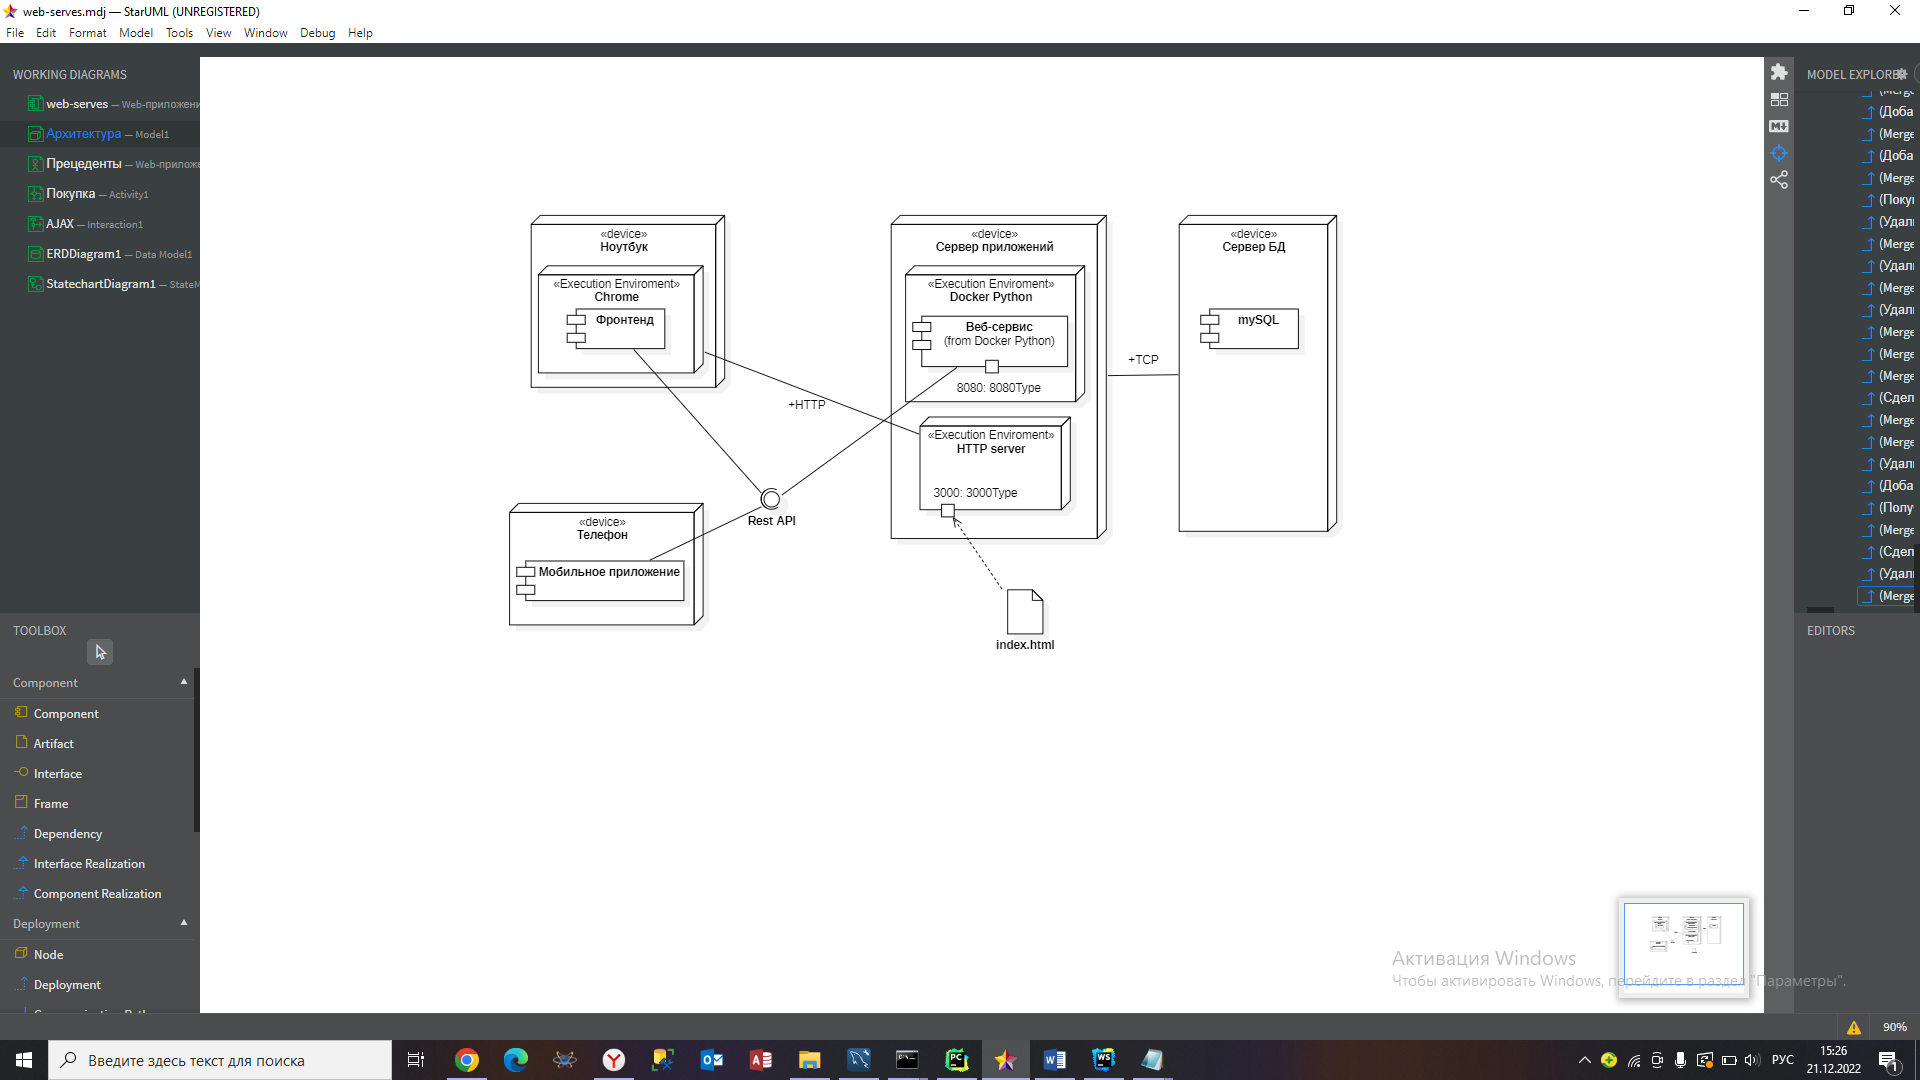 web-serves.mdj — StarUML (UNREGISTERED)
File Edit Format Model Tools View Window Debug Help
WORKING DIAGRAMS
web-serves — Web-приложени
Архитектура — Model1
Прецеденты — Web-прилож
Покупка — Activity1
AJAX — Interaction1
ERDDiagram1 — Data Model1
StatechartDiagram1 — StateM
TOOLBOX
Component
Component
Artifact
Interface
Frame
Dependency
Interface Realization
Component Realization
Deployment
Node
Deployment
«device»
Ноутбук
«Execution Enviroment»
Chrome
Фронтенд
+HTTP
Rest API
«device»
Телефон
Мобильное приложение
«device»
Сервер приложений
«Execution Enviroment»
Docker Python
Веб-сервис
(from Docker Python)
8080: 8080Type
«Execution Enviroment»
HTTP server
3000: 3000Type
index.html
+TCP
«device»
Сервер БД
mySQL
MODEL EXPLORE
(Merge
(Доба
(Merge
(Доба
(Merge
(Поку
(Удал
(Merge
(Удал
(Merge
(Удал
(Merge
(Merge
(Merge
(Сдел
(Merge
(Merge
(Удал
(Доба
(Полу
(Merge
(Сдел
(Удал
(Merge
EDITORS
Активация Windows
Чтобы активировать Windows, перейдите в раздел "Параметры".
90%
Введите здесь текст для поиска
РУС
15:26
21.12.2022
1